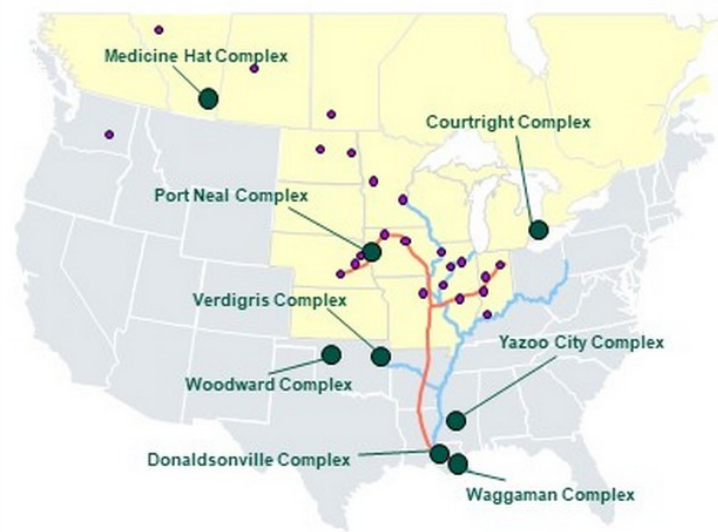 Medicine Hat Complex
Courtright Complex
Port Neal Complex
Verdigris Complex
Yazoo City Complex
Woodward Complex
Donaldsonville Complex
Waggaman Complex